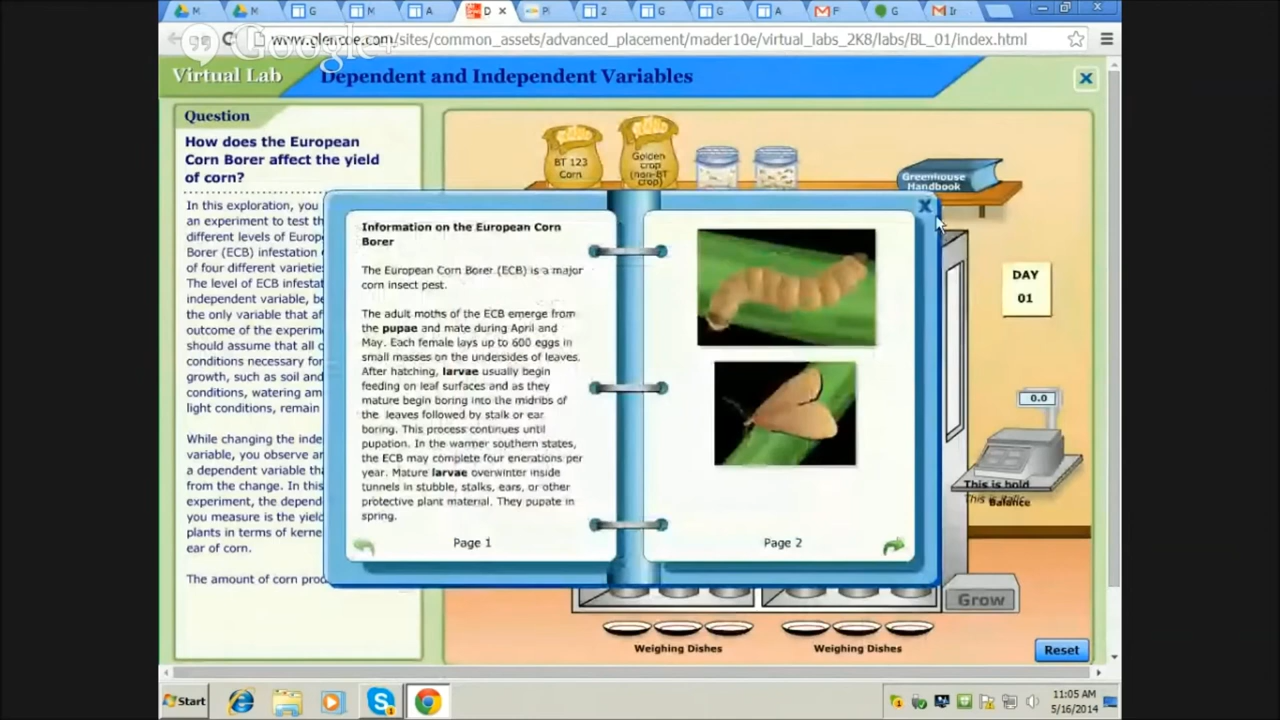 M
M
G
M
A
D
Pi
2
G
G
A
F
G
Ir
Google+
www.glencoe.com/sites/common_assets/advanced_placement/mader10e/virtual_labs_2K8/labs/BL_01/index.html
Virtual Lab
Dependent and Independent Variables
Question
How does the European
Corn Borer affect the yield
of corn?
In this exploration, you
an experiment to test th
different levels of Europe
Borer (ECB) infestation
of four different varietie
The level of ECB infestat
independent variable, be
the only variable that af
outcome of the experim
should assume that all
conditions necessary for
growth, such as soil and
conditions, watering am
light conditions, remain
While changing the inde
variable, you observe an
a dependent variable tha
from the change. In this
experiment, the depend
you measure is the yield
plants in terms of kerne
ear of corn.
The amount of corn prod
BT 123
Corn
Golden
crop
(non-BT
crop)
Greenhouse
Handbook
Information on the European Corn
Borer
The European Corn Borer (ECB) is a major
corn insect pest.
The adult moths of the ECB emerge from
the pupae and mate during April and
May. Each female lays up to 600 eggs in
small masses on the undersides of leaves.
After hatching, larvae usually begin
feeding on leaf surfaces and as they
mature begin boring into the midribs of
the leaves followed by stalk or ear
boring. This process continues until
pupation. In the warmer southern states,
the ECB may complete four enerations per
year. Mature larvae overwinter inside
tunnels in stubble, stalks, ears, or other
protective plant material. They pupate in
spring.
Page 1
Page 2
DAY
01
0.0
This is bold
This is italic
Balance
Grow
Weighing Dishes
Weighing Dishes
Reset
Start
11:05 AM
5/16/2014